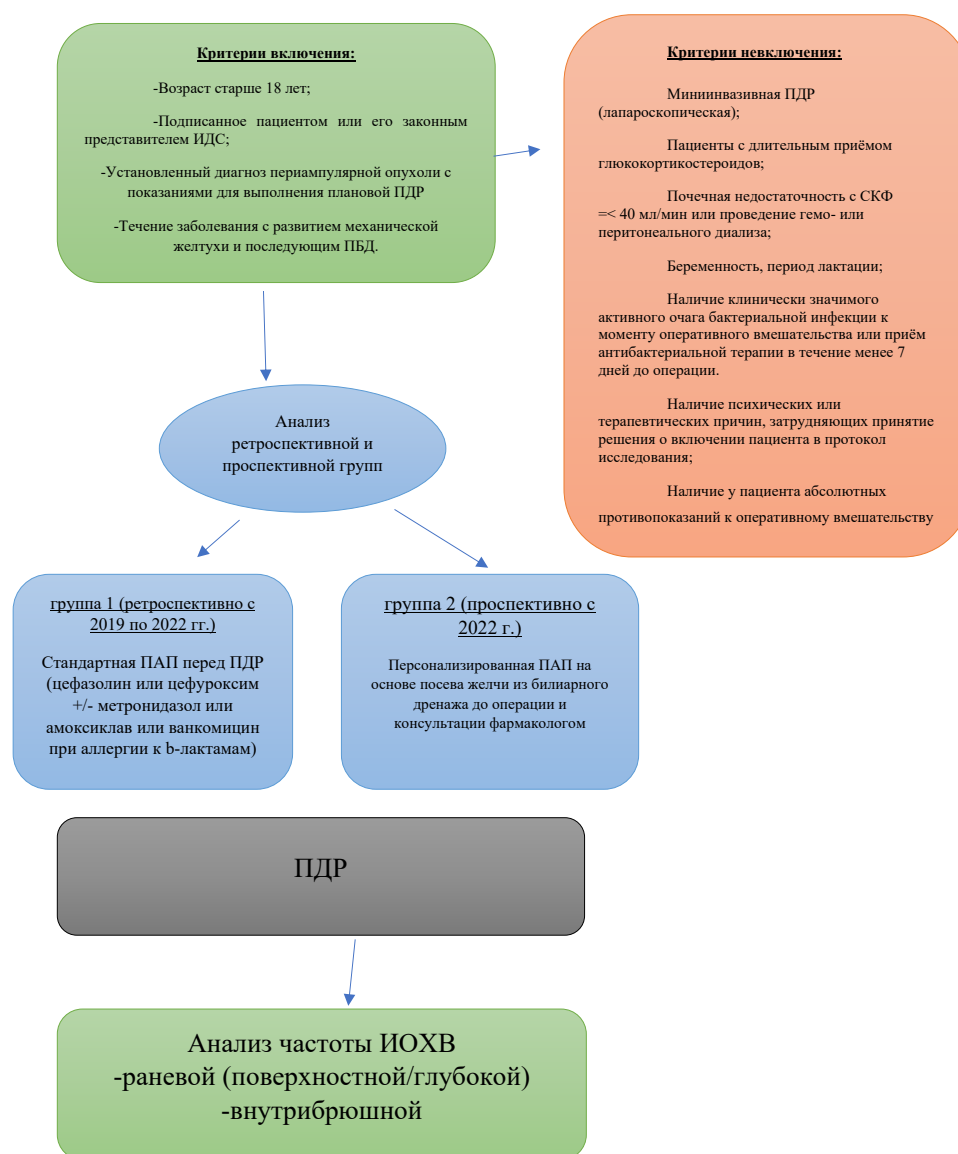 Критерии включения:
-Возраст старше 18 лет;
-Подписанное пациентом или его законным
представителем ИДС;
-Установленный диагноз периампулярной опухоли с
показаниями для выполнения плановой ПДР
-Течение заболевания с развитием механической
желтухи и последующим ПБД.
Критерии невключения:
Миниинвазивная ПДР
(лапароскопическая);
Пациенты с длительным приёмом
глюкокортикостероидов;
Почечная недостаточность с СКФ
=< 40 мл/мин или проведение гемо- или
перитонеального диализа;
Беременность, период лактации;
Наличие клинически значимого
активного очага бактериальной инфекции к
моменту оперативного вмешательства или приём
антибактериальной терапии в течение менее 7
дней до операции.
Наличие психических или
терапевтических причин, затрудняющих принятие
решения о включении пациента в протокол
исследования;
Наличие у пациента абсолютных
противопоказаний к оперативному вмешательству
Анализ
ретроспективной и
проспективной групп
группа 1 (ретроспективно с
2019 по 2022 гг.)
Стандартная ПАП перед ПДР
(цефазолин или цефуроксим
+/- метронидазол или
амоксиклав или ванкомицин
при аллергии к b-лактамам)
группа 2 (проспективно с
2022 г.)
Персонализированная ПАП на
основе посева желчи из билиарного
дренажа до операции и
консультации фармакологом
ПДР
Анализ частоты ИОХВ
-раневой (поверхностной/глубокой)
-внутрибрюшной